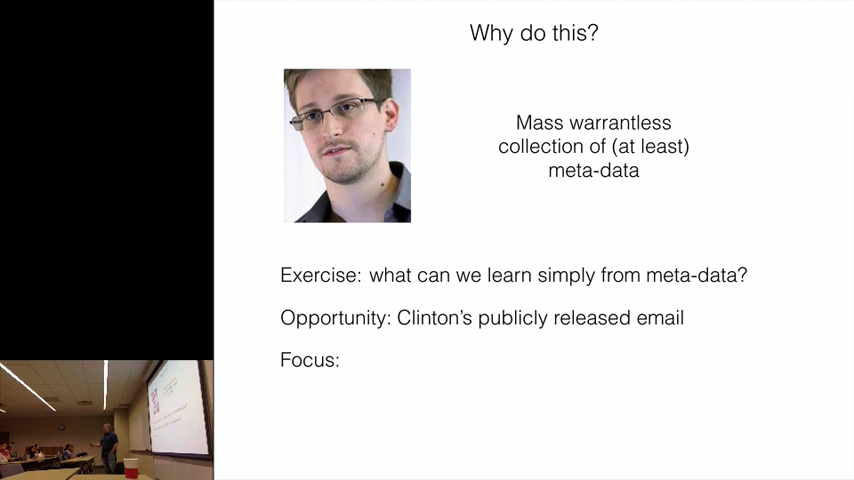 Why do this?
Mass warrantless
collection of (at least)
meta-data
Exercise: what can we learn simply from meta-data?
Opportunity: Clinton's publicly released email
Focus: